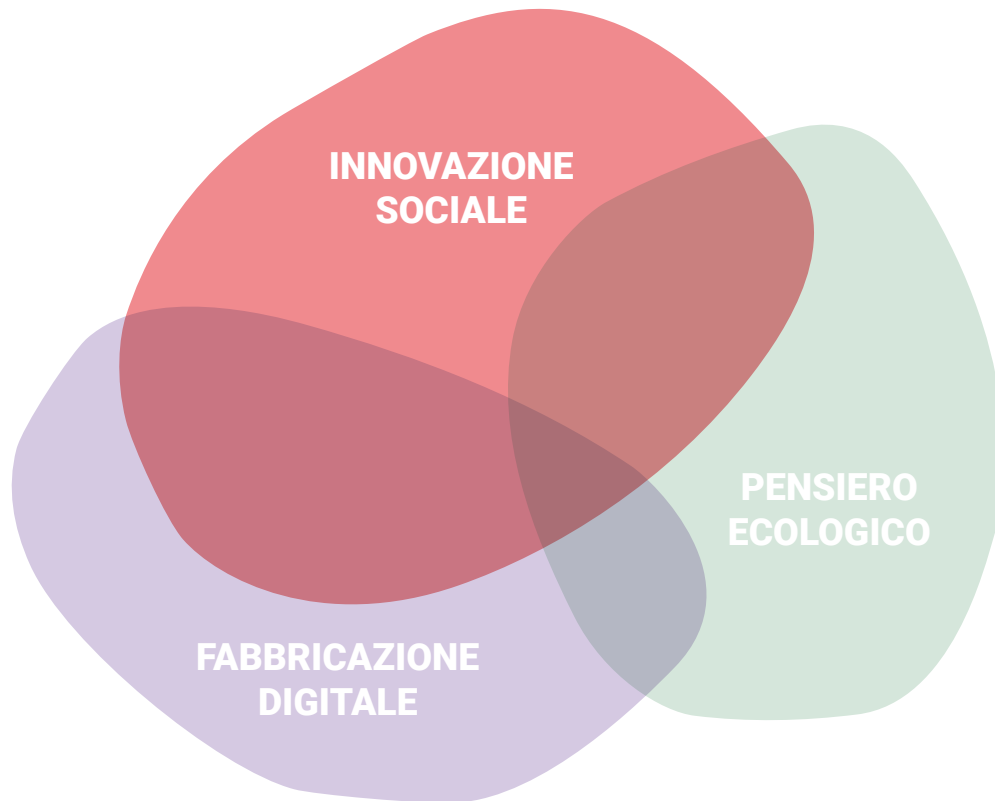 INNOVAZIONE
SOCIALE
PENSIERO
ECOLOGICO
FABBRICAZIONE
DIGITALE